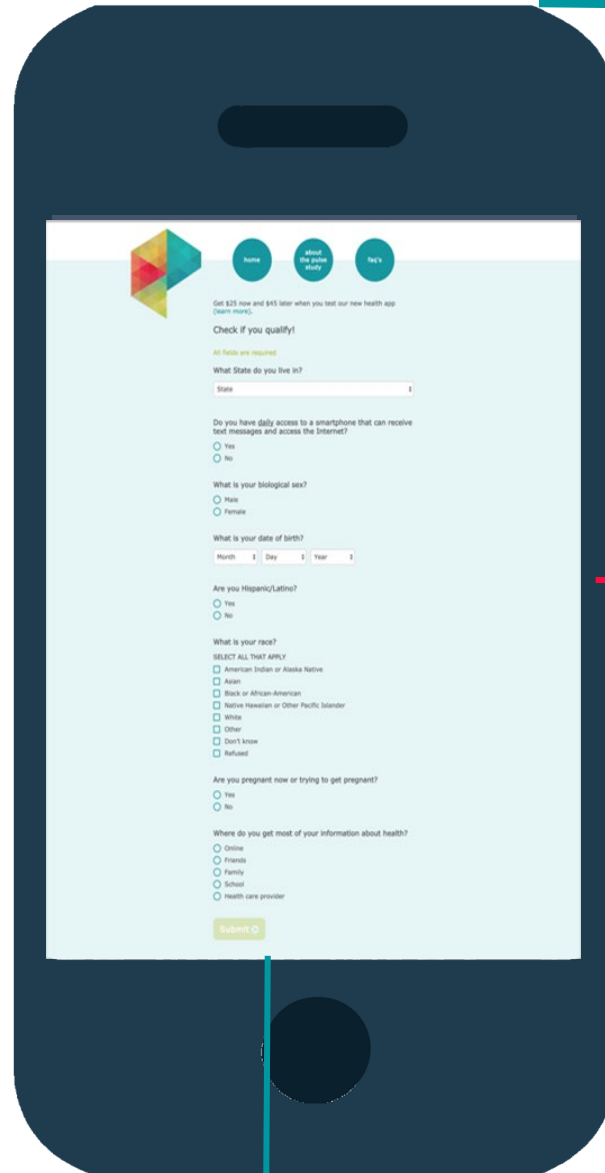 home
about
the pulse
study
faq's
Get $25 now and $45 later when you test our new health app
(learn more).
Check if you qualify!
All fields are required
What State do you live in?
State
Do you have daily access to a smartphone that can receive
text messages and access the Internet?
Yes
No
What is your biological sex?
Male
Female
What is your date of birth?
Month Day Year
Are you Hispanic/Latino?
Yes
No
What is your race?
SELECT ALL THAT APPLY
American Indian or Alaska Native
Asian
Black or African-American
Native Hawaiian or Other Pacific Islander
White
Other
Don't know
Refused
Are you pregnant now or trying to get pregnant?
Yes
No
Where do you get most of your information about health?
Online
Friends
Family
School
Health care provider
Submit